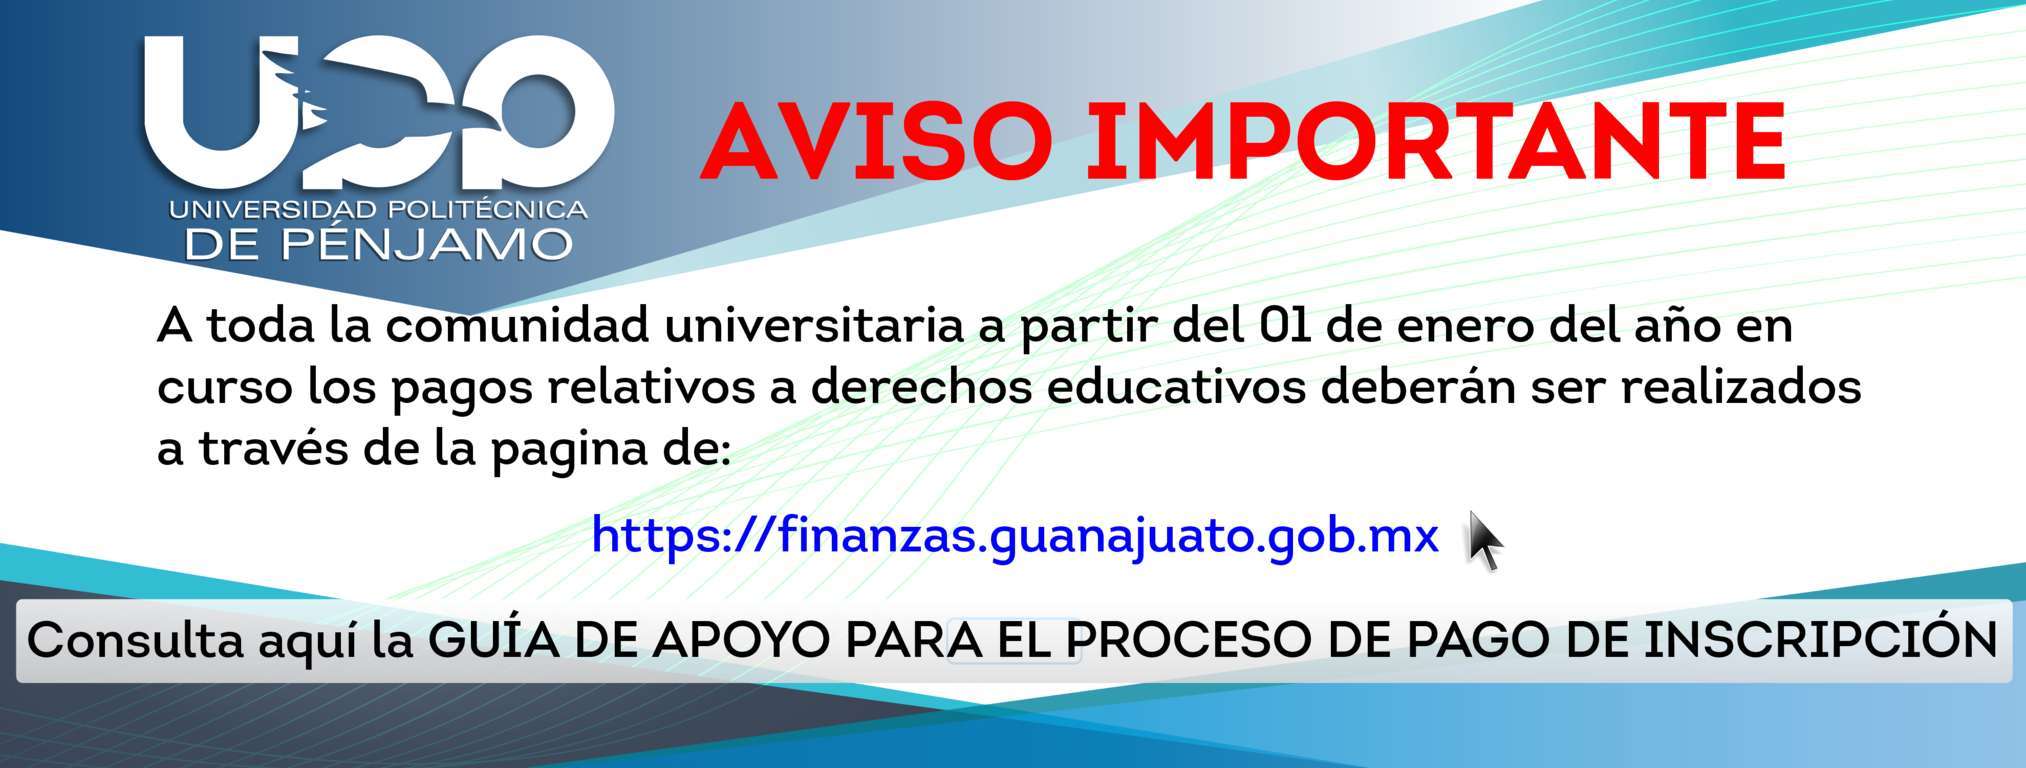 UPP
UNIVERSIDAD POLITÉCNICA
DE PÉNJAMO
AVISO IMPORTANTE
A toda la comunidad universitaria a partir del 01 de enero del año en
curso los pagos relativos a derechos educativos deberán ser realizados
a través de la pagina de:
https://finanzas.guanajuato.gob.mx
Consulta aquí la GUÍA DE APOYO PARA EL PROCESO DE PAGO DE INSCRIPCIÓN